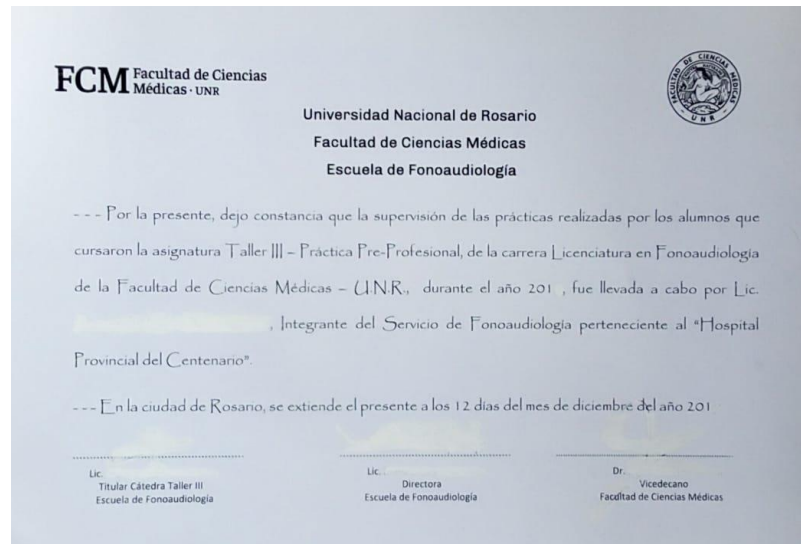 FCM Facultad de Ciencias
Médicas · UNR
FACULTAD DE CIENCIAS MÉDICAS - UNR -
Universidad Nacional de Rosario
Facultad de Ciencias Médicas
Escuela de Fonoaudiología
- - - Por la presente, dejo constancia que la supervisión de las prácticas realizadas por los alumnos que
cursaron la asignatura Taller III – Práctica Pre-Profesional, de la carrera Licenciatura en Fonoaudiología
de la Facultad de Ciencias Médicas – U.N.R., durante el año 201 , fue llevada a cabo por Lic.
, Integrante del Servicio de Fonoaudiología perteneciente al "Hospital
Provincial del Centenario".
- - - En la ciudad de Rosario, se extiende el presente a los 12 días del mes de diciembre del año 201
Lic.
Titular Cátedra Taller III
Escuela de Fonoaudiología
Lic.
Directora
Escuela de Fonoaudiología
Dr.
Vicedecano
Facultad de Ciencias Médicas